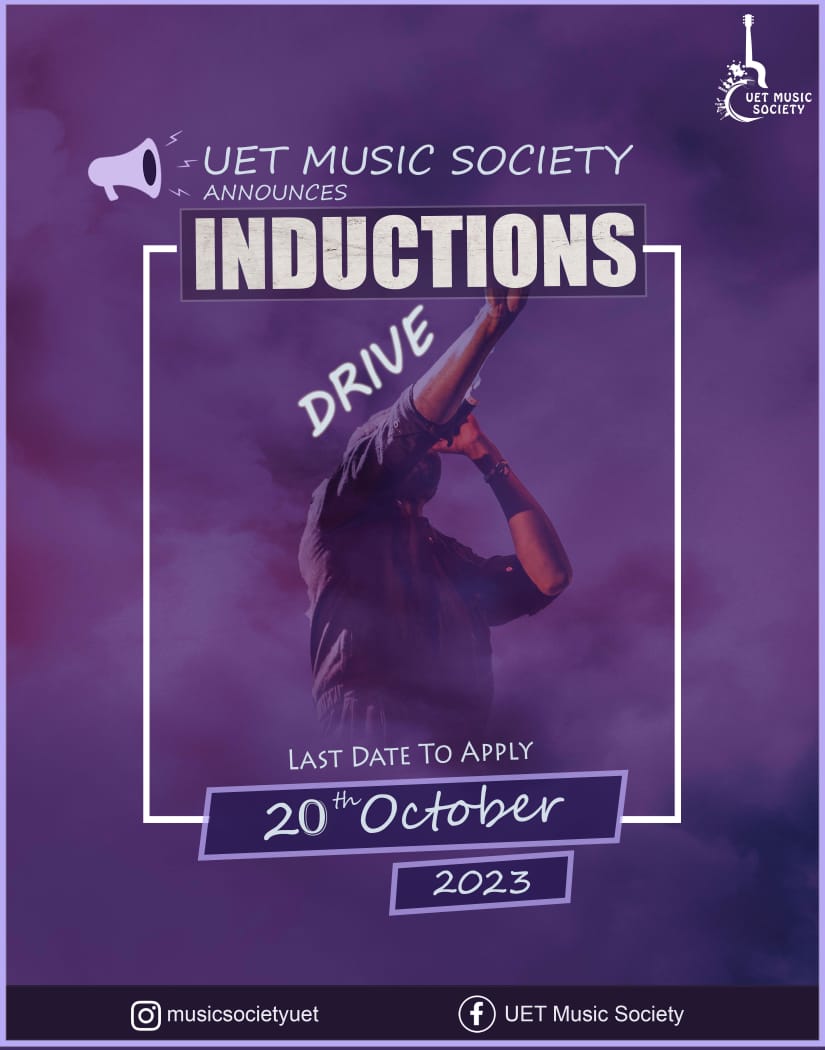 UET MUSIC
SOCIETY
UET MUSIC SOCIETY
ANNOUNCES
INDUCTIONS
DRIVE
LAST DATE TO APPLY
20th October
2023
musicsocietyuet
UET Music Society